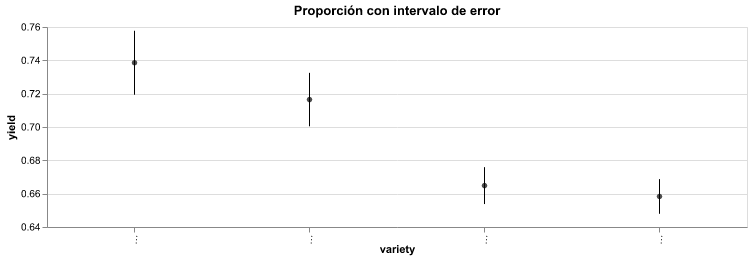 Proporción con intervalo de error
0.76
0.74
0.72
0.70
0.68
0.66
0.64
yield
... ... ... ...
variety